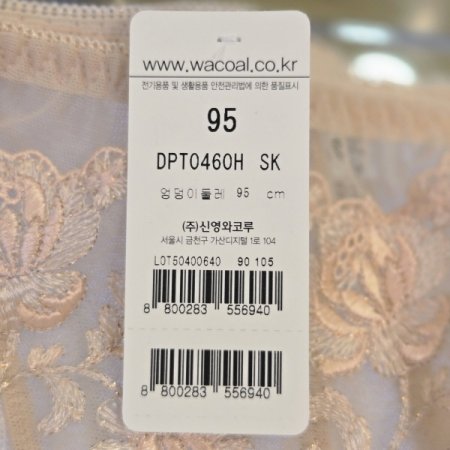 www.wacoal.co.kr
전기용품 및 생활용품 안전관리법에 의한 품질표시
95
DPT0460H SK
엉덩이둘레 95 cm
(주)신영와코루
서울시 금천구 가산디지털 1로 104
LOT50400640 90 105
8 800283 556940
8 800283 556940